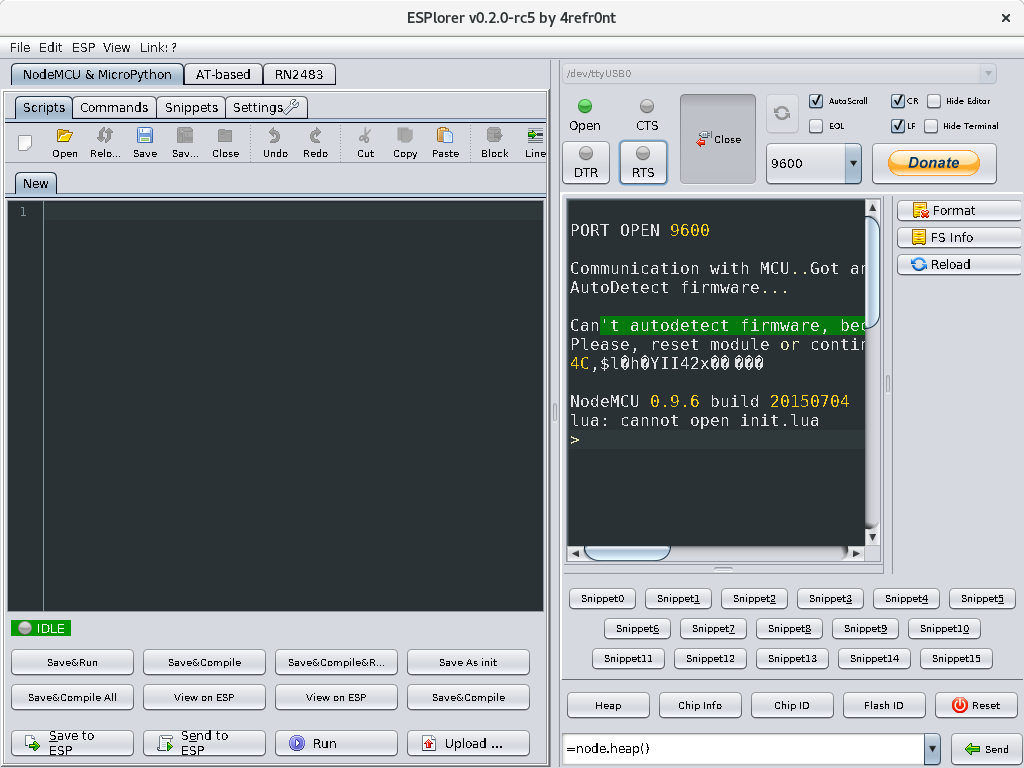 ESPlorer v0.2.0-rc5 by 4refr0nt
File Edit ESP View Link: ?
NodeMCU & MicroPython AT-based RN2483
Scripts Commands Snippets Settings
Open Relo... Save Sav... Close Undo Redo Cut Copy Paste Block Line
New
1
IDLE
Save&Run Save&Compile Save&Compile&R... Save As init
Save&Compile All View on ESP View on ESP Save&Compile
Save to ESP Send to ESP Run Upload ...
/dev/ttyUSB0
Open CTS Close AutoScroll CR Hide Editor
EOL LF Hide Terminal
DTR RTS 9600 Donate
PORT OPEN 9600
Communication with MCU..Got an
AutoDetect firmware...
Can't autodetect firmware, bec
Please, reset module or contin
4C,$l�h�YII42x�����
NodeMCU 0.9.6 build 20150704
lua: cannot open init.lua
>
Format
FS Info
Reload
Snippet0 Snippet1 Snippet2 Snippet3 Snippet4 Snippet5
Snippet6 Snippet7 Snippet8 Snippet9 Snippet10
Snippet11 Snippet12 Snippet13 Snippet14 Snippet15
Heap Chip Info Chip ID Flash ID Reset
=node.heap() Send